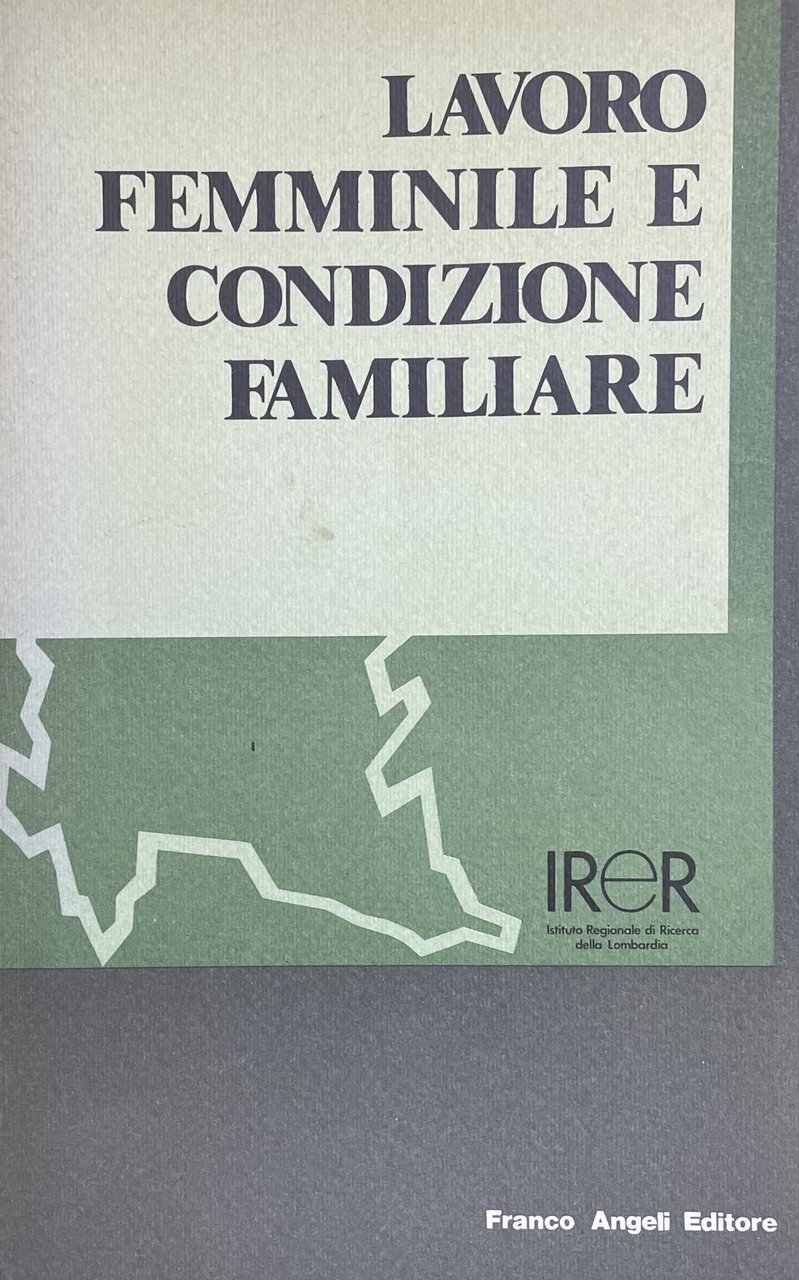 LAVORO
FEMMINILE E
CONDIZIONE
FAMILIARE
IReR
Istituto Regionale di Ricerca
della Lombardia
Franco Angeli Editore